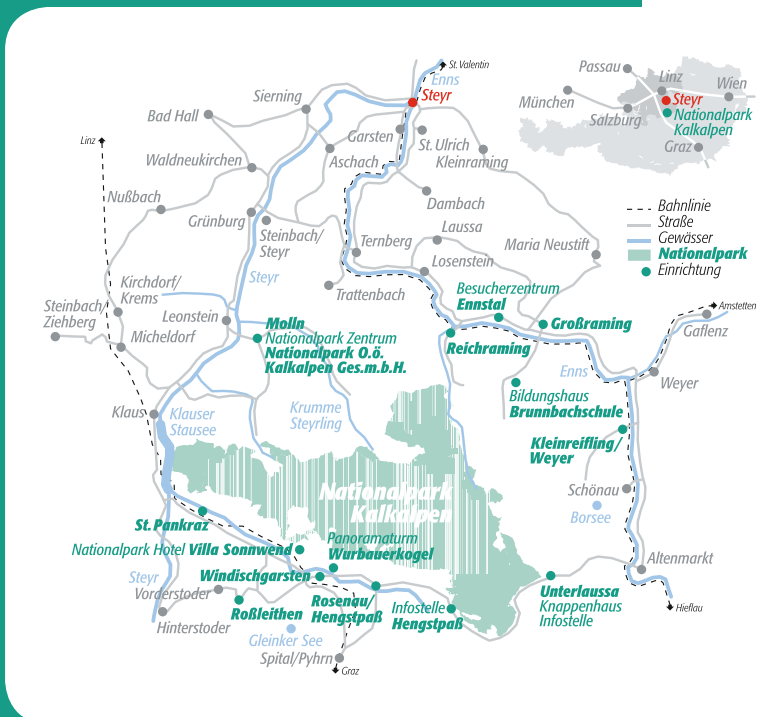 St. Valentin
Enns
Steyr
Sierning
Bad Hall
Garsten
St. Ulrich
Kleinraming
Linz
Waldneukirchen
Aschach
Nußbach
Dambach
Grünburg
Steinbach/
Steyr
Laussa
Ternberg
Maria Neustift
Losenstein
Steyr
Trattenbach
Kirchdorf/
Krems
Steinbach/
Ziehberg
Leonstein
Micheldorf
Besucherzentrum
Ennstal
Großraming
Reichraming
Molln
Nationalpark Zentrum
Nationalpark O.ö.
Kalkalpen Ges.m.b.H.
Amstetten
Gaflenz
Enns
Weyer
Bildungshaus
Brunnbachschule
Klaus
Klauser
Stausee
Krumme
Steyrling
Kleinreifling/
Weyer
Schönau
Borsee
Nationalpark
Kalkalpen
St. Pankraz
Panoramaturm
Wurbauerkogel
Nationalpark Hotel Villa Sonnwend
Altenmarkt
Steyr
Windischgarsten
Vorderstoder
Roßleithen
Rosenau/
Hengstpaß
Infostelle
Hengstpaß
Unterlaussa
Knappenhaus
Infostelle
Hieflau
Hinterstoder
Gleinker See
Spital/Pyhrn
Graz
Passau
Linz
Wien
München
Steyr
Salzburg
Nationalpark
Kalkalpen
Graz
Bahnlinie
Straße
Gewässer
Nationalpark
Einrichtung